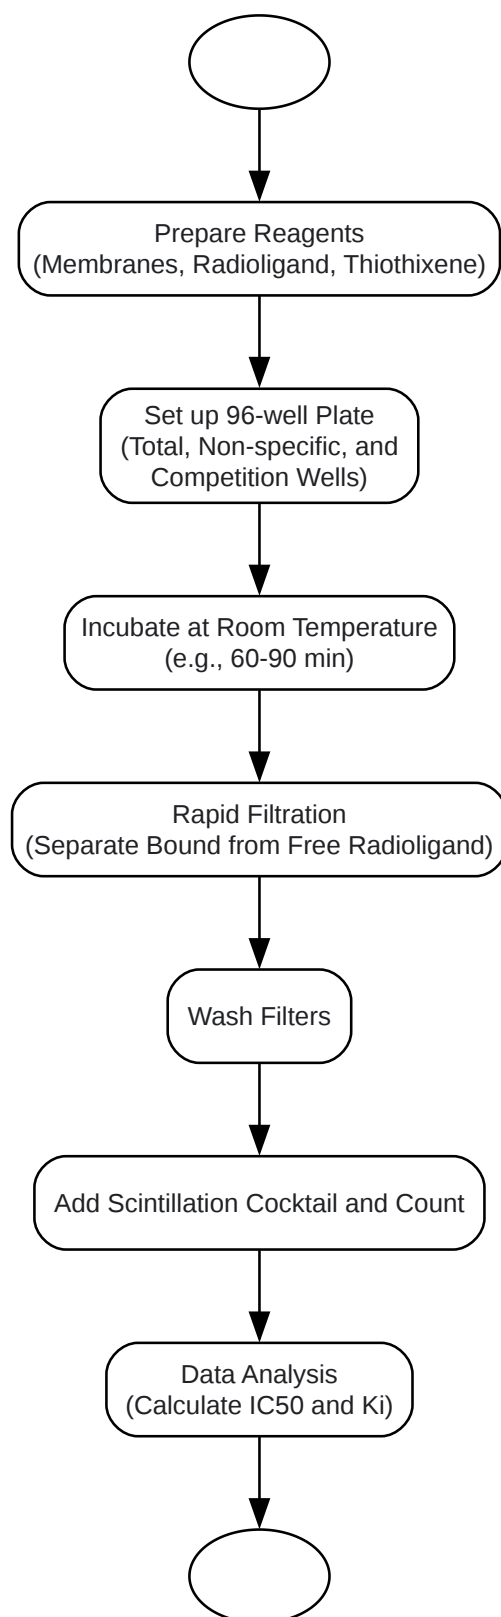 Prepare Reagents
(Membranes, Radioligand, Thiothixene)
Set up 96-well Plate
(Total, Non-specific, and
Competition Wells)
Incubate at Room Temperature
(e.g., 60-90 min)
Rapid Filtration
(Separate Bound from Free Radioligand)
Wash Filters
Add Scintillation Cocktail and Count
Data Analysis
(Calculate IC50 and Ki)